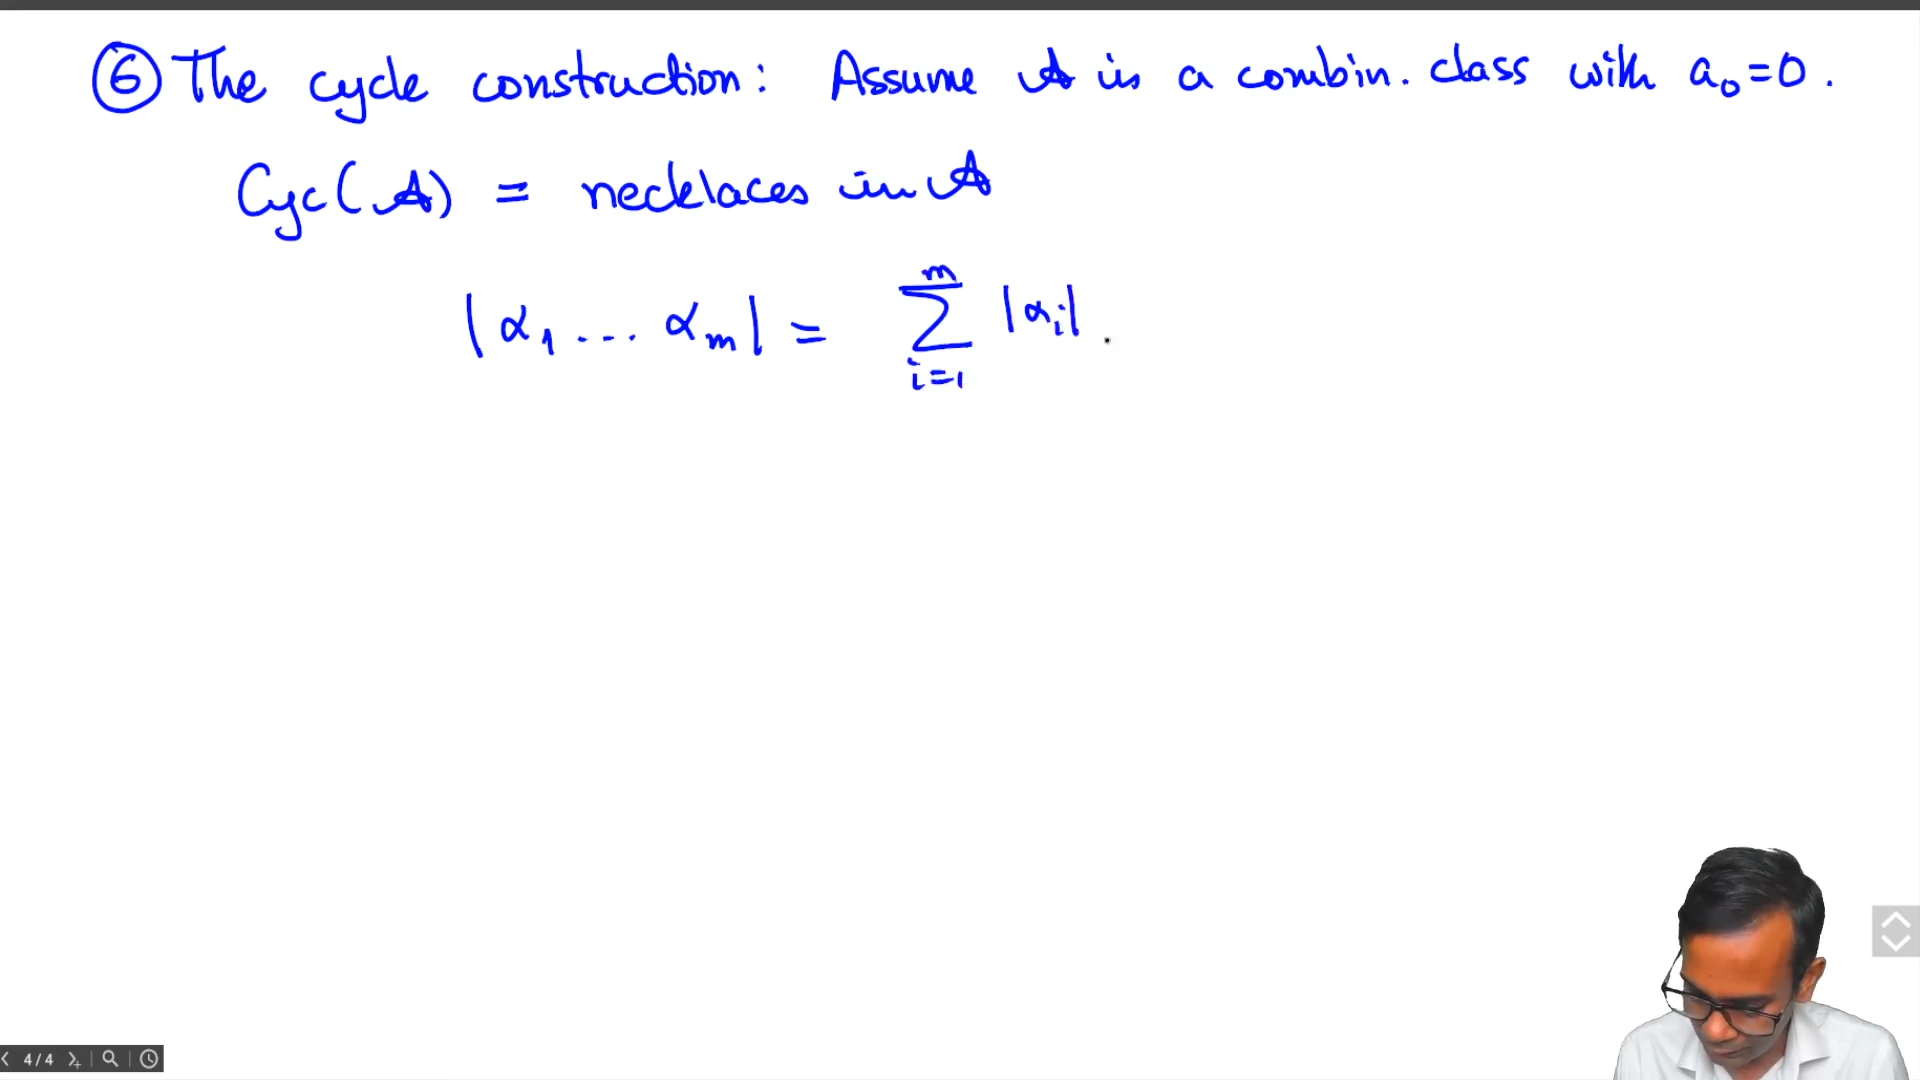 ⑥ The cycle construction: Assume 𝒜 is a combin. class with a₀=0.
Cyc(𝒜) = necklaces in 𝒜
|α₁ ... αₘ| = ∑ᵢ₌₁ᵐ |αᵢ|.
4/4